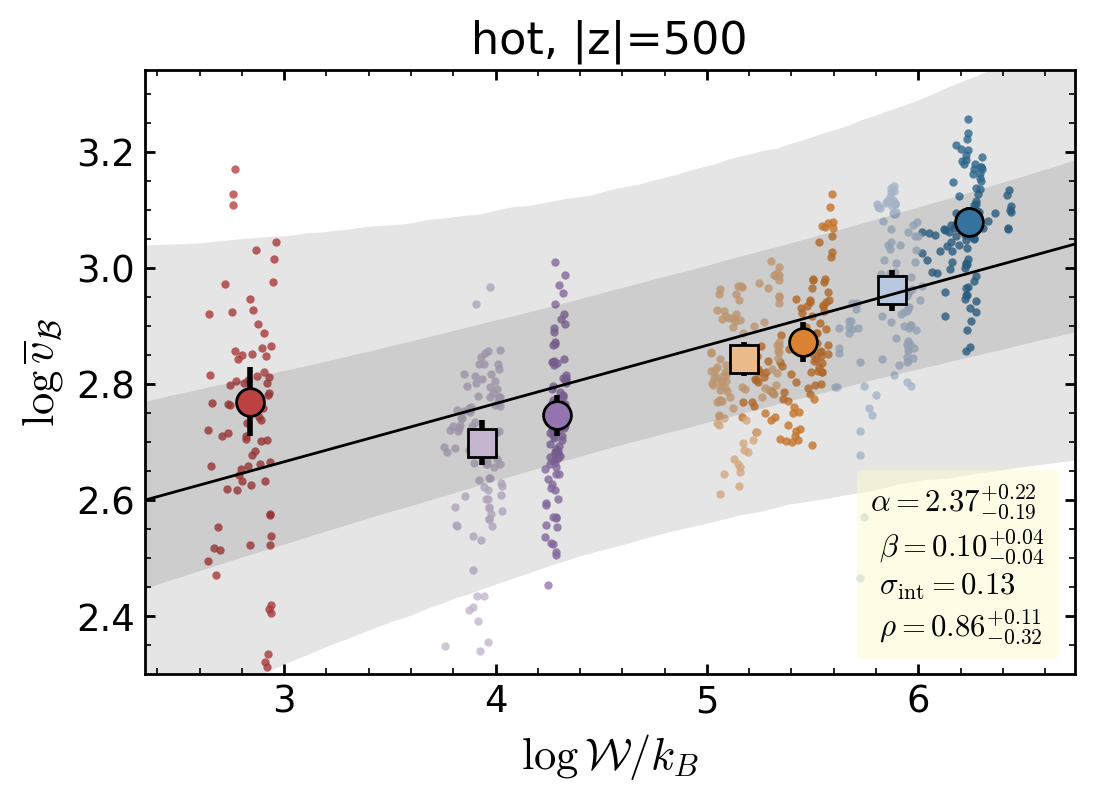 hot, |z|=500
log v̅_ℬ
3.2
3.0
2.8
2.6
2.4
α = 2.37^{+0.22}_{−0.19}
β = 0.10^{+0.04}_{−0.04}
σ_int = 0.13
ρ = 0.86^{+0.11}_{−0.32}
3 4 5 6
log 𝒲/k_B